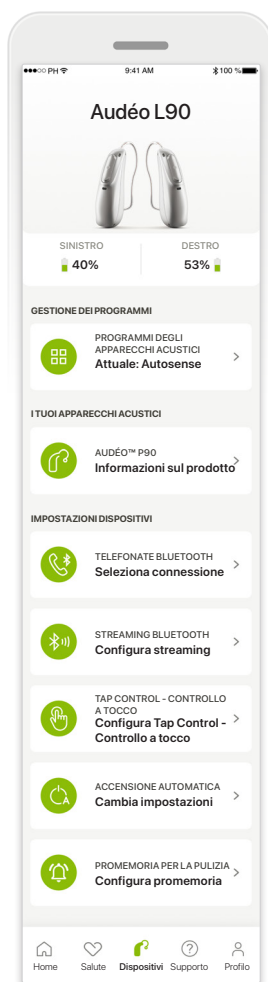 PH 9:41 AM 100 %
Audéo L90
SINISTRO DESTRO
40% 53%
GESTIONE DEI PROGRAMMI
PROGRAMMI DEGLI
APPARECCHI ACUSTICI
Attuale: Autosense
I TUOI APPARECCHI ACUSTICI
AUDÉO™ P90
Informazioni sul prodotto
IMPOSTAZIONI DISPOSITIVI
TELEFONATE BLUETOOTH
Seleziona connessione
STREAMING BLUETOOTH
Configura streaming
TAP CONTROL - CONTROLLO
A TOCCO
Configura Tap Control -
Controllo a tocco
A
ACCENSIONE AUTOMATICA
Cambia impostazioni
PROMEMORIA PER LA PULIZIA
Configura promemoria
Home Salute Dispositivi Supporto Profilo